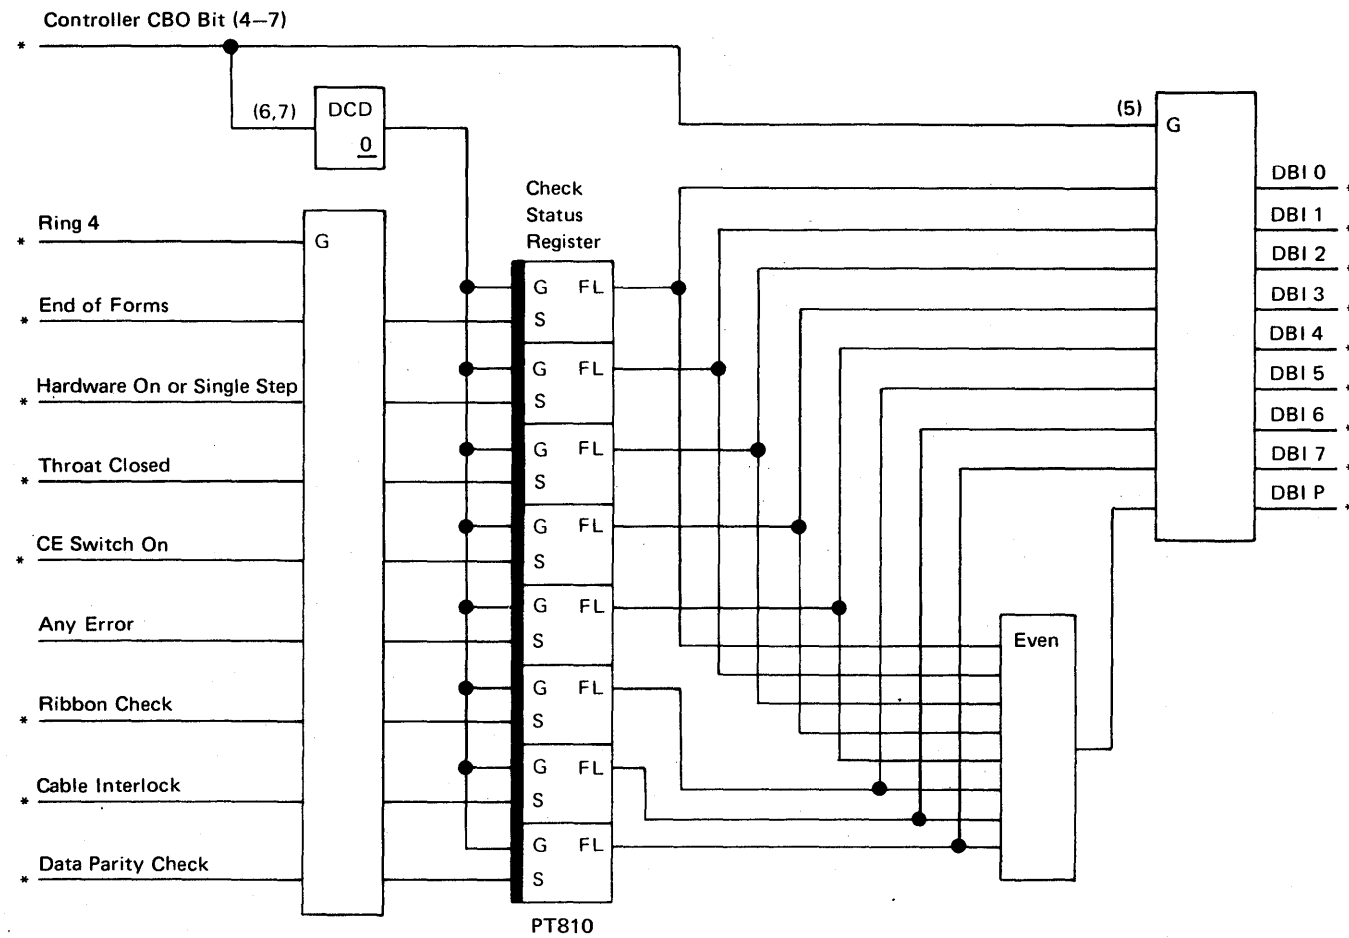 Controller CBO Bit (4—7)
*
(6,7)
DCD
0
(5)
G
DBI 0
*
DBI 1
*
DBI 2
*
DBI 3
*
DBI 4
*
DBI 5
*
DBI 6
*
DBI 7
*
DBI P
*
Check
Status
Register
Ring 4
*
G
End of Forms
*
Hardware On or Single Step
*
Throat Closed
*
CE Switch On
*
Any Error
Ribbon Check
*
Cable Interlock
*
Data Parity Check
*
G FL
S
G FL
S
G FL
S
G FL
S
G FL
S
G FL
S
G FL
S
G FL
S
PT810
Even